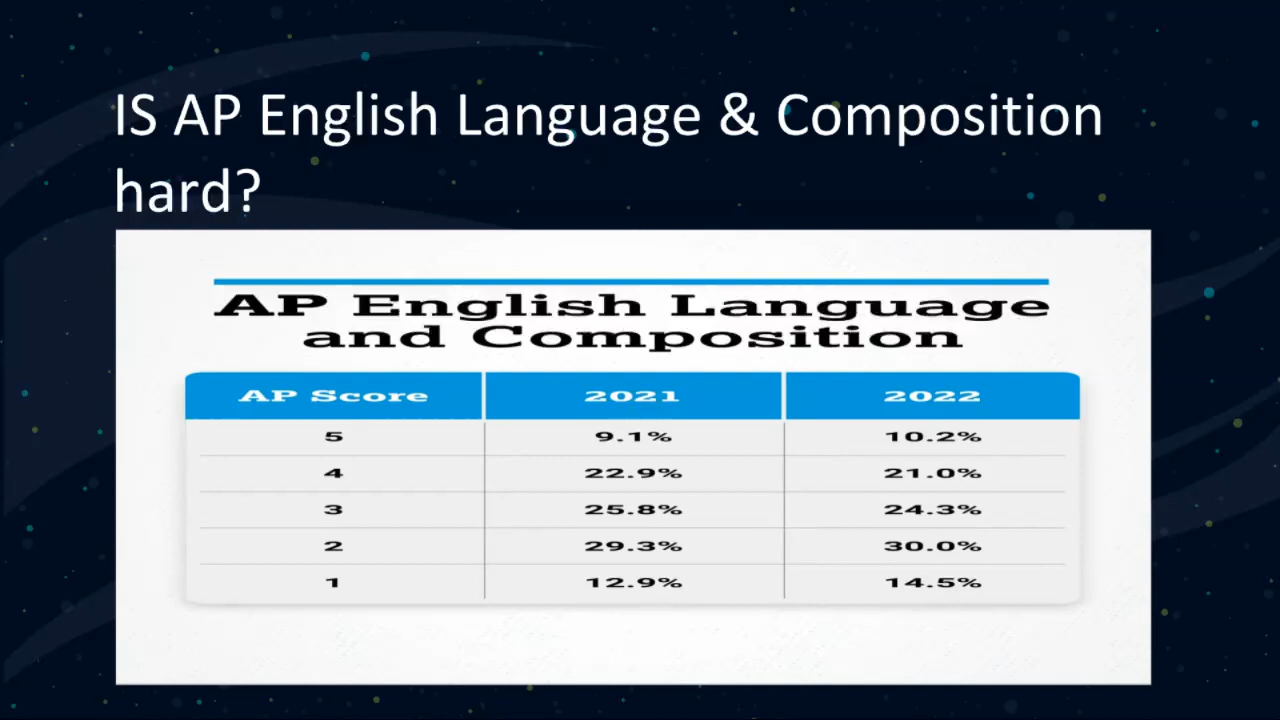 IS AP English Language & Composition
hard?
AP English Language
and Composition
AP Score 2021 2022
5 9.1% 10.2%
4 22.9% 21.0%
3 25.8% 24.3%
2 29.3% 30.0%
1 12.9% 14.5%